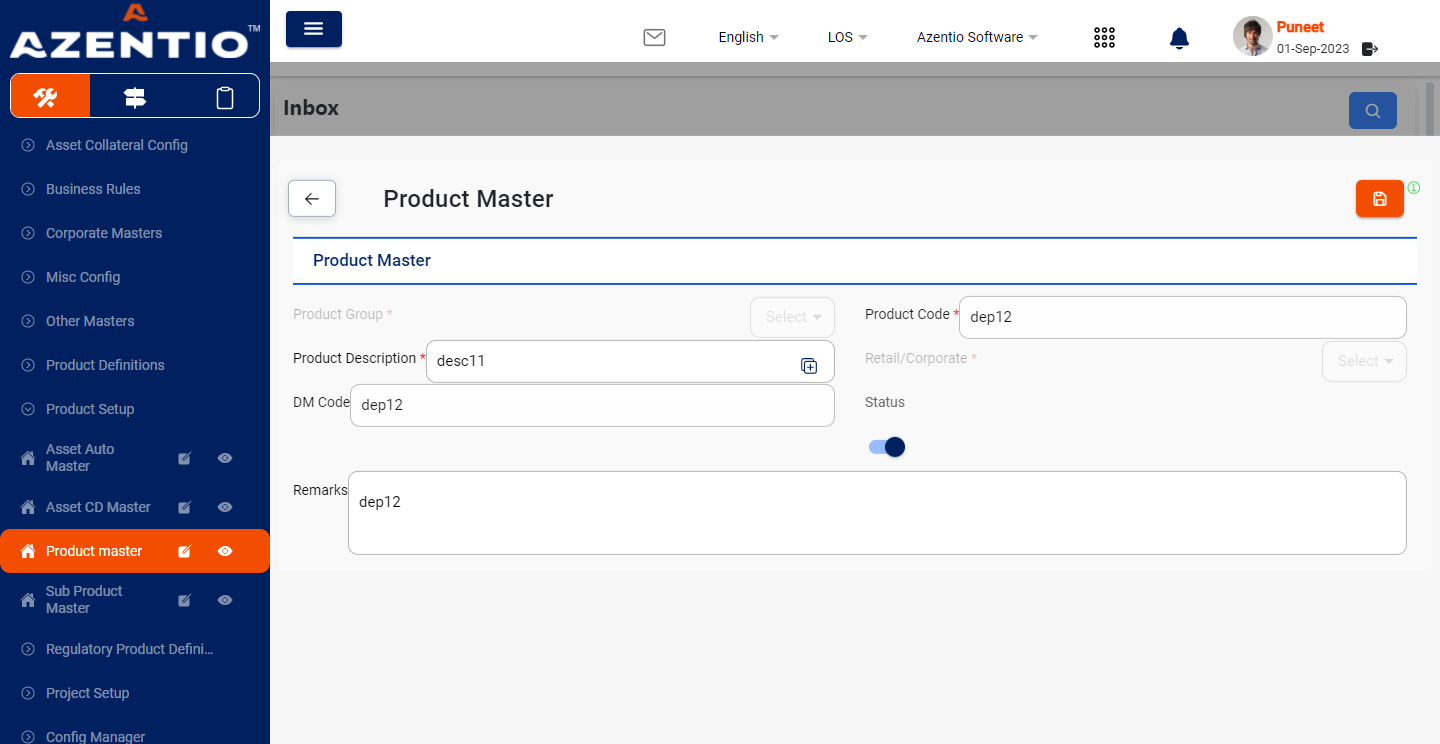 AZENTIO™
English
LOS
Azentio Software
Puneet
01-Sep-2023
Inbox
Asset Collateral Config
Business Rules
Corporate Masters
Misc Config
Other Masters
Product Definitions
Product Setup
Asset Auto
Master
Asset CD Master
Product master
Sub Product
Master
Regulatory Product Defini...
Project Setup
Config Manager
Product Master
Product Master
Product Group *
Select
Product Code *
dep12
Product Description *
desc11
Retail/Corporate *
Select
DM Code
dep12
Status
Remarks
dep12